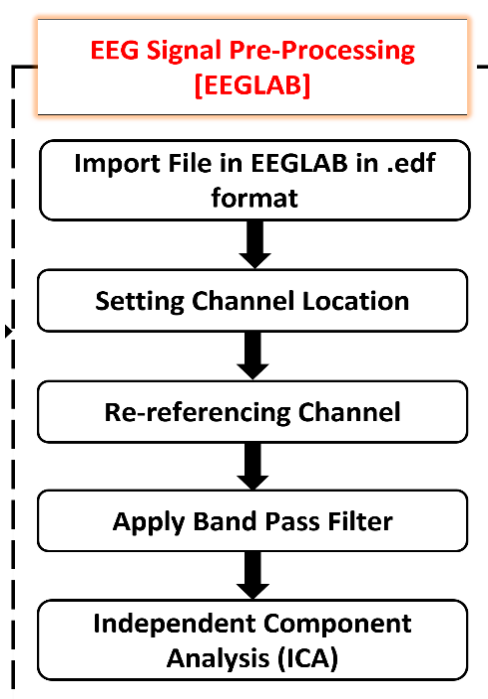 EEG Signal Pre-Processing
[EEGLAB]
Import File in EEGLAB in .edf
format
Setting Channel Location
Re-referencing Channel
Apply Band Pass Filter
Independent Component
Analysis (ICA)